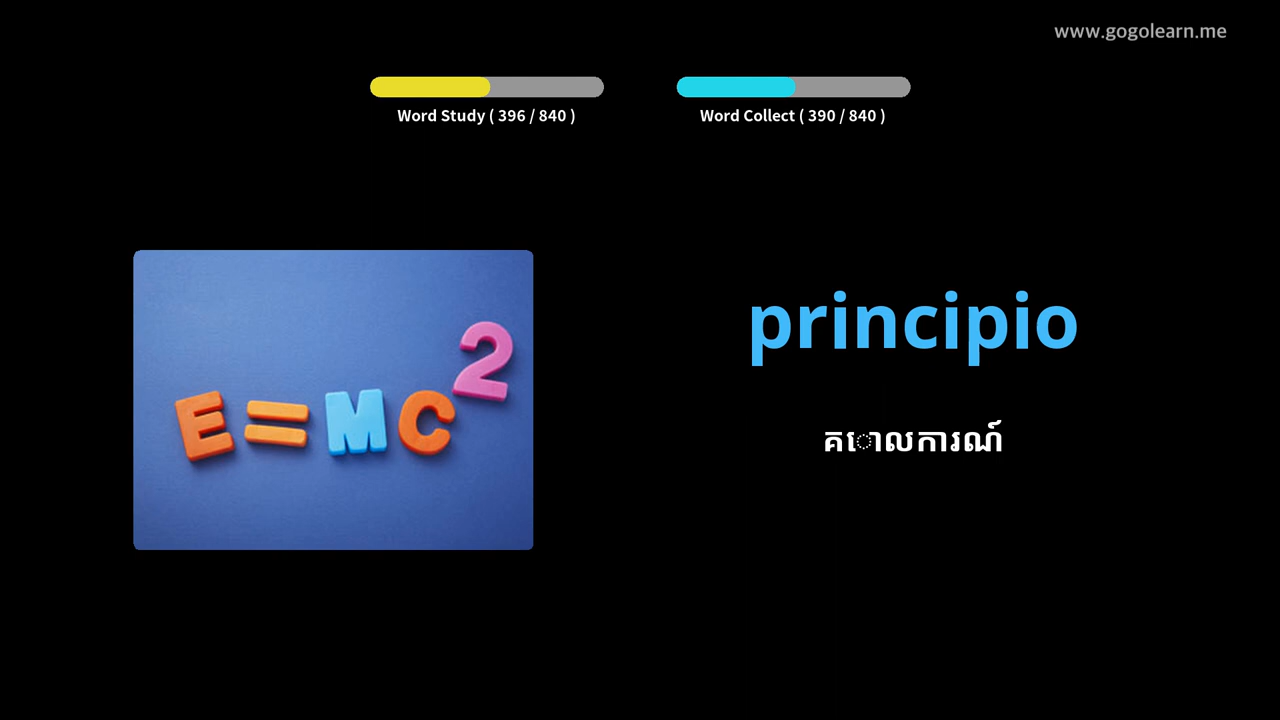 www.gogolearn.me
Word Study ( 396 / 840 )
Word Collect ( 390 / 840 )
E=MC2
principio
គោលការណ៍